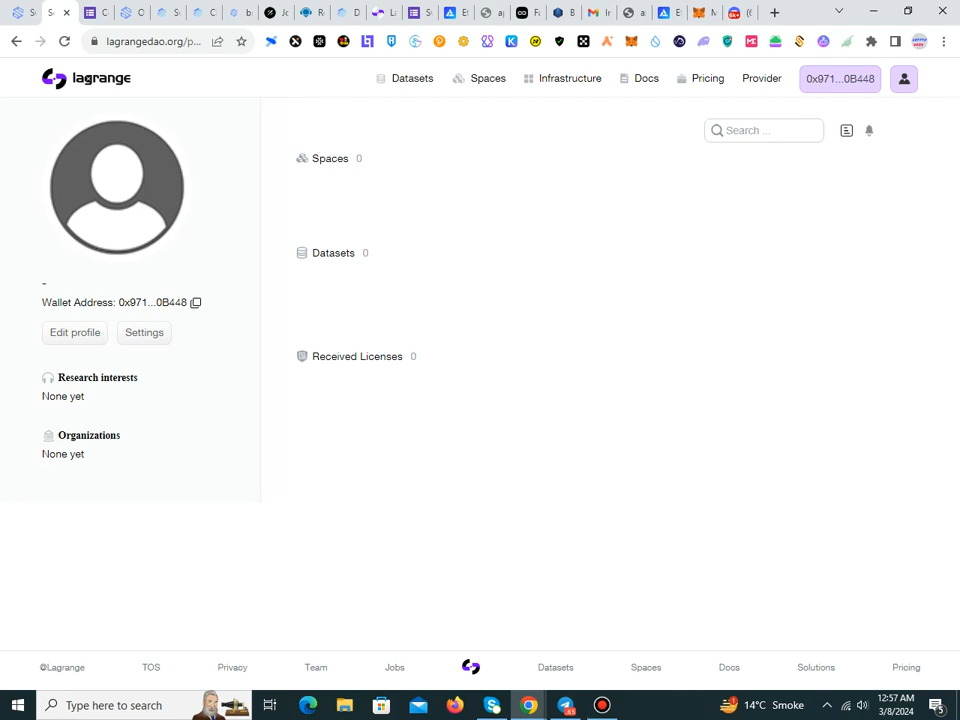 lagrangedao.org/p...
lagrange
Datasets
Spaces
Infrastructure
Docs
Pricing
Provider
0x971...0B448
Search ...
Spaces 0
Datasets 0
-
Wallet Address: 0x971...0B448
Edit profile
Settings
Received Licenses 0
Research interests
None yet
Organizations
None yet
@Lagrange
TOS
Privacy
Team
Jobs
Datasets
Spaces
Docs
Solutions
Pricing
Type here to search
14°C Smoke
12:57 AM
3/8/2024